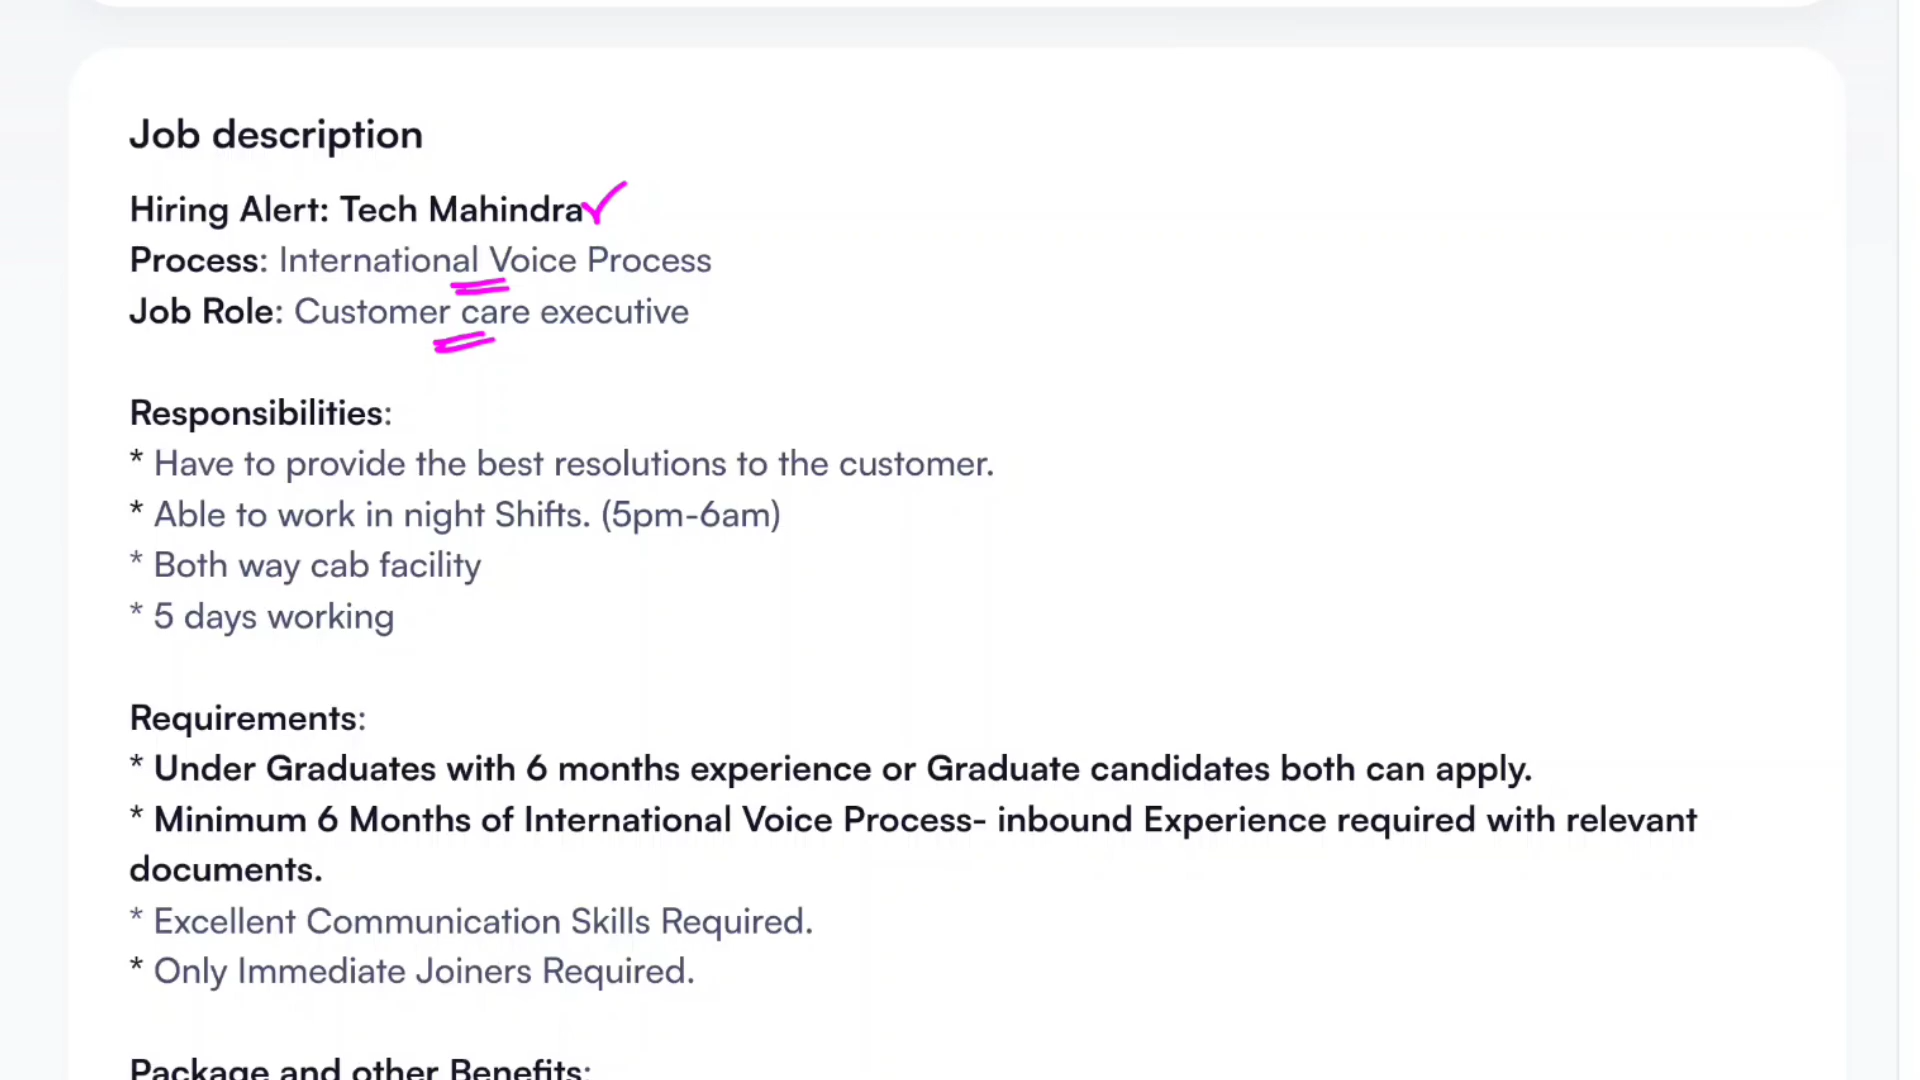 Job description
Hiring Alert: Tech Mahindra
Process: International Voice Process
Job Role: Customer care executive
Responsibilities:
* Have to provide the best resolutions to the customer.
* Able to work in night Shifts. (5pm-6am)
* Both way cab facility
* 5 days working
Requirements:
* Under Graduates with 6 months experience or Graduate candidates both can apply.
* Minimum 6 Months of International Voice Process- inbound Experience required with relevant
documents.
* Excellent Communication Skills Required.
* Only Immediate Joiners Required.
Package and other Benefits: